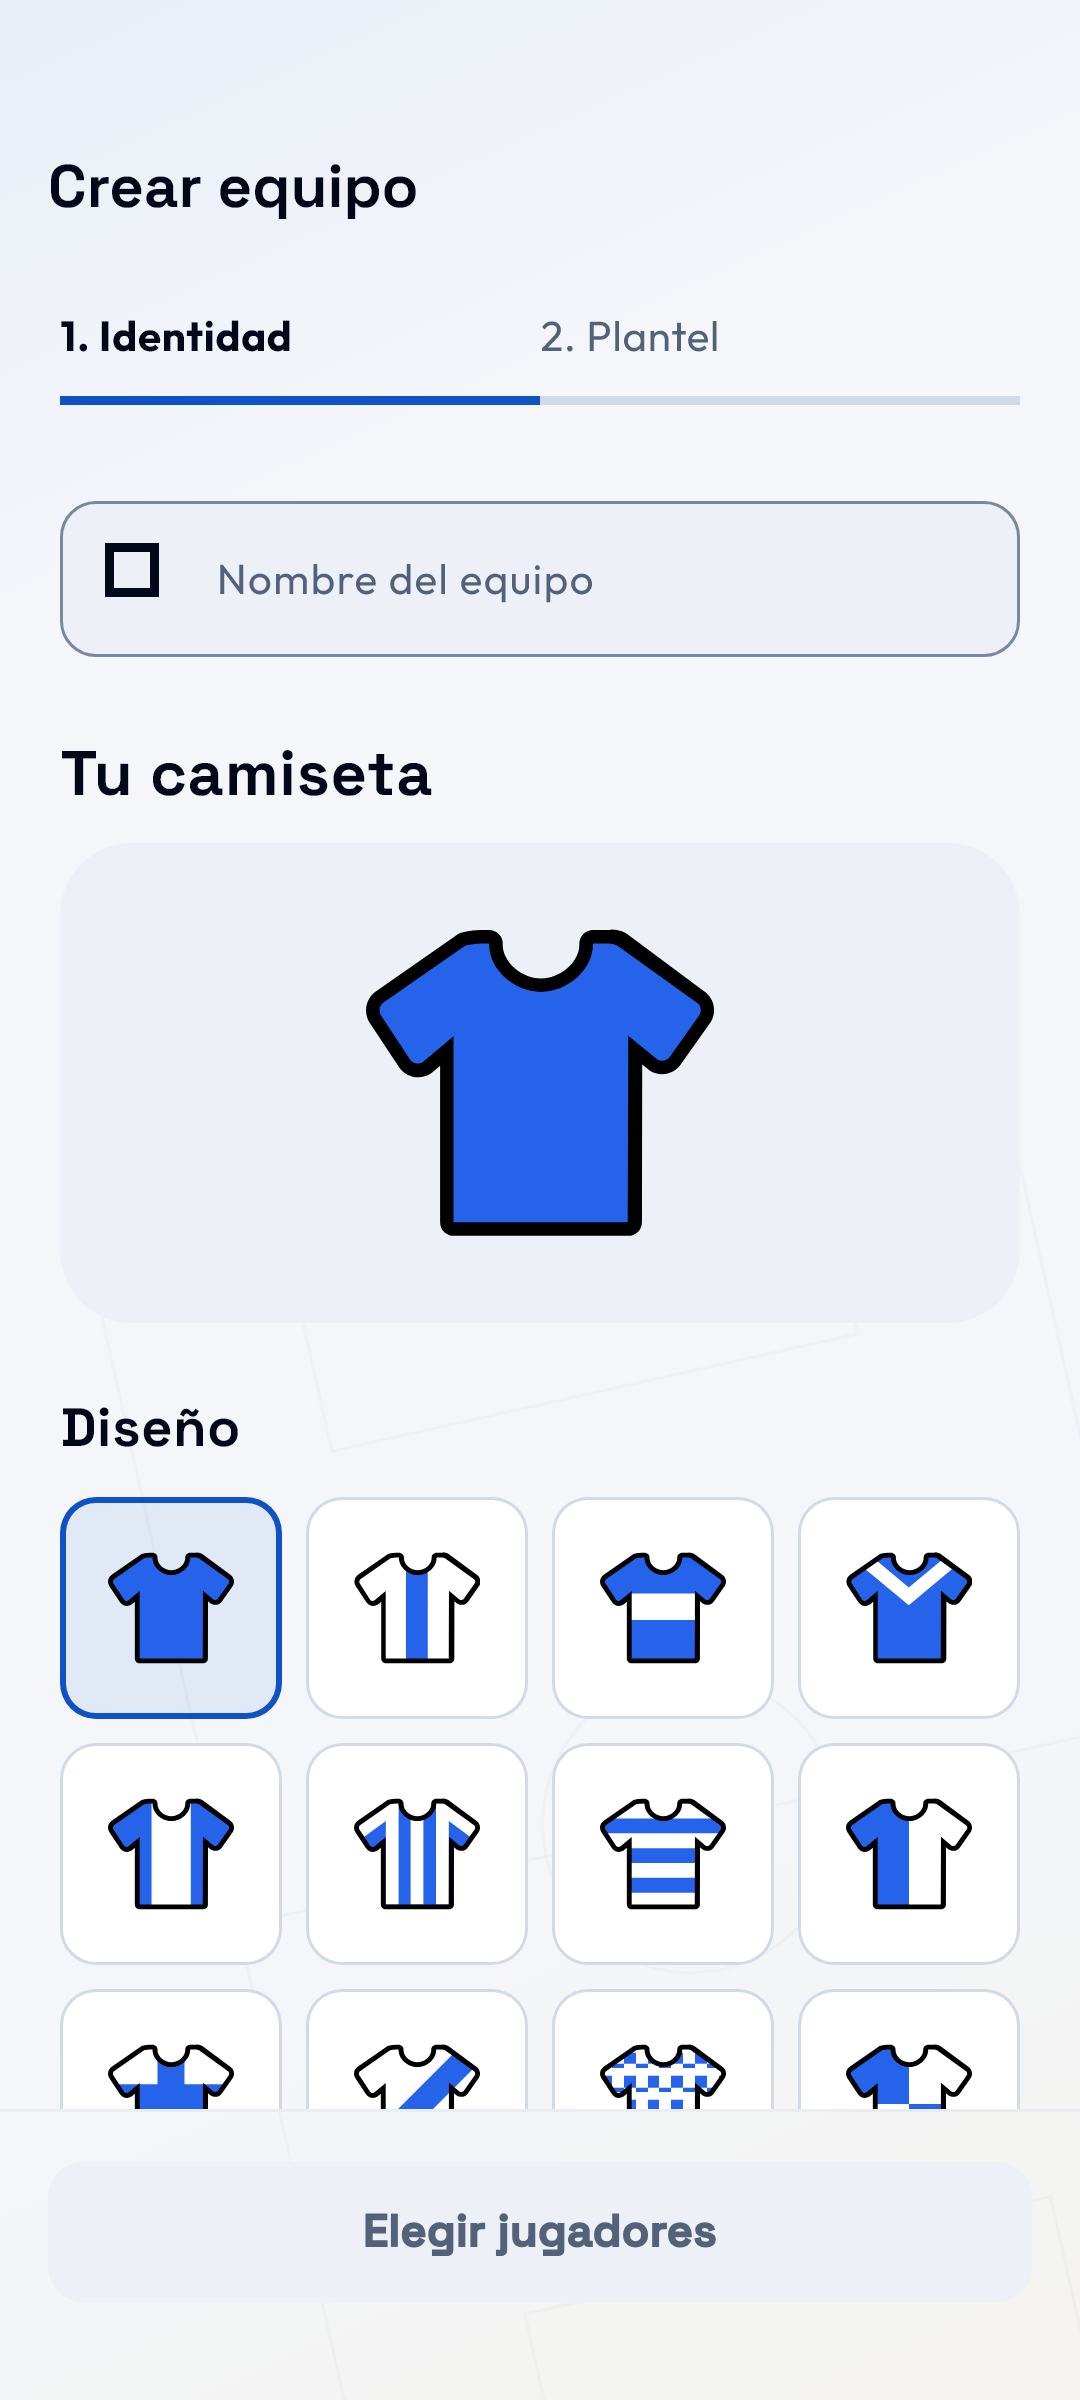 Crear equipo
1. Identidad
2. Plantel
Nombre del equipo
Tu camiseta
Diseño
Elegir jugadores